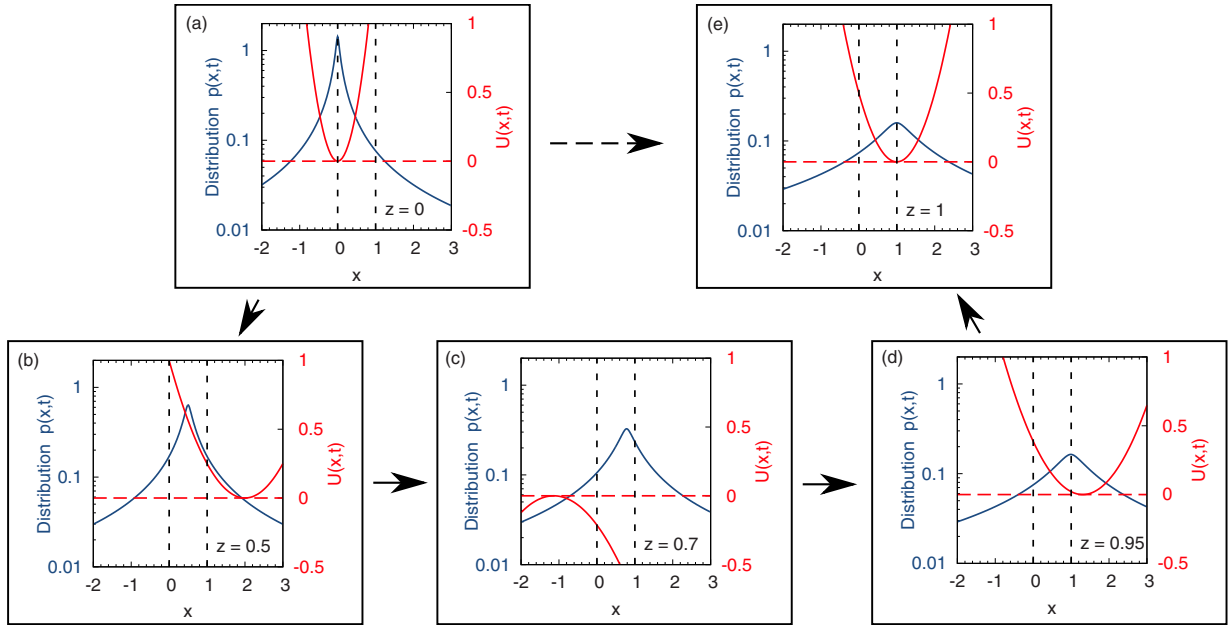 (a)
Distribution p(x,t)
1
0.1
0.01
-2 -1 0 1 2 3
x
1
0.5
0
-0.5
U(x,t)
z = 0
(e)
Distribution p(x,t)
1
0.1
0.01
-2 -1 0 1 2 3
x
1
0.5
0
-0.5
U(x,t)
z = 1
(b)
Distribution p(x,t)
1
0.1
0.01
-2 -1 0 1 2 3
x
1
0.5
0
-0.5
U(x,t)
z = 0.5
(c)
Distribution p(x,t)
1
0.1
0.01
-2 -1 0 1 2 3
x
1
0.5
0
-0.5
U(x,t)
z = 0.7
(d)
Distribution p(x,t)
1
0.1
0.01
-2 -1 0 1 2 3
x
1
0.5
0
-0.5
U(x,t)
z = 0.95